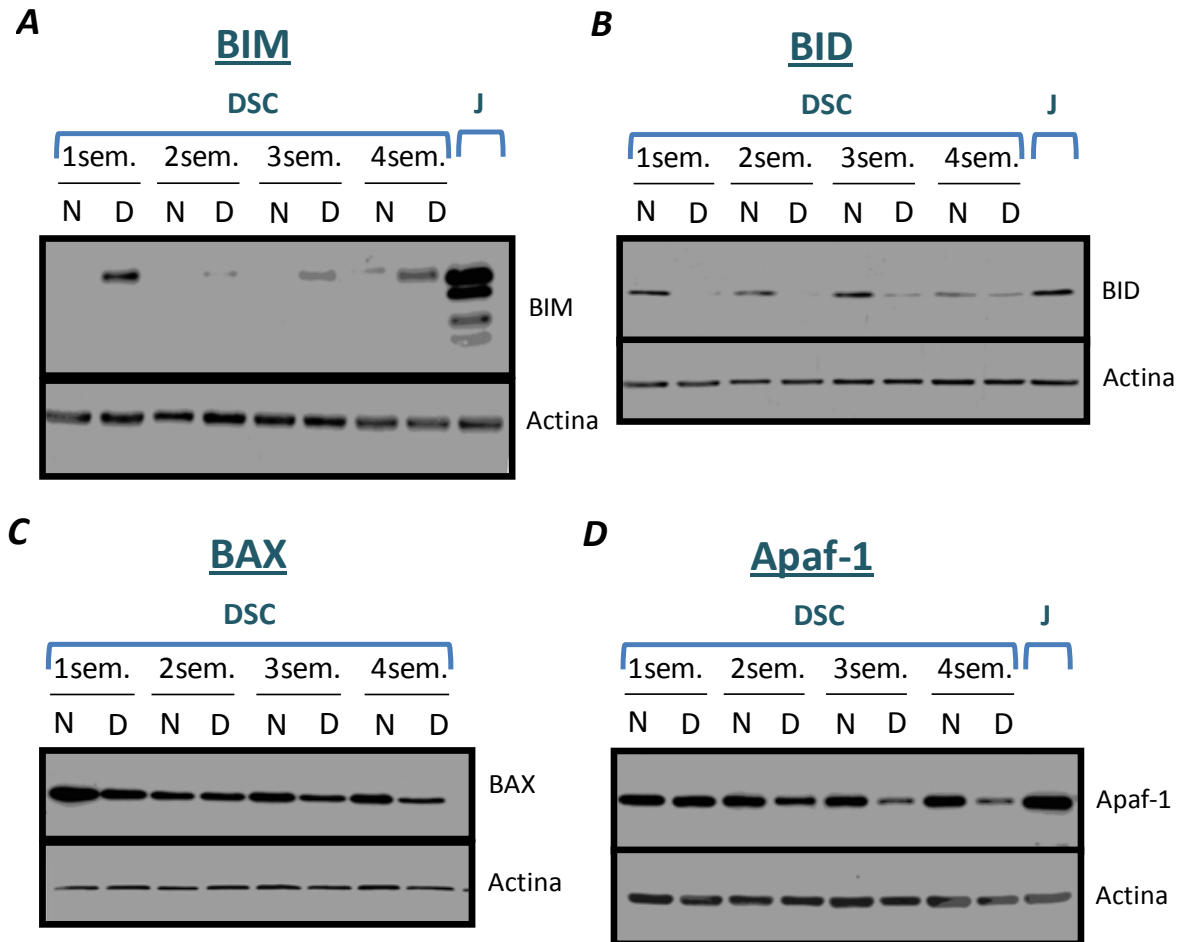 A
BIM
DSC J
1sem. 2sem. 3sem. 4sem.
N D N D N D N D
BIM
Actina
B
BID
DSC J
1sem. 2sem. 3sem. 4sem.
N D N D N D N D
BID
Actina
C
BAX
DSC
1sem. 2sem. 3sem. 4sem.
N D N D N D N D
BAX
Actina
D
Apaf-1
DSC J
1sem. 2sem. 3sem. 4sem.
N D N D N D N D
Apaf-1
Actina